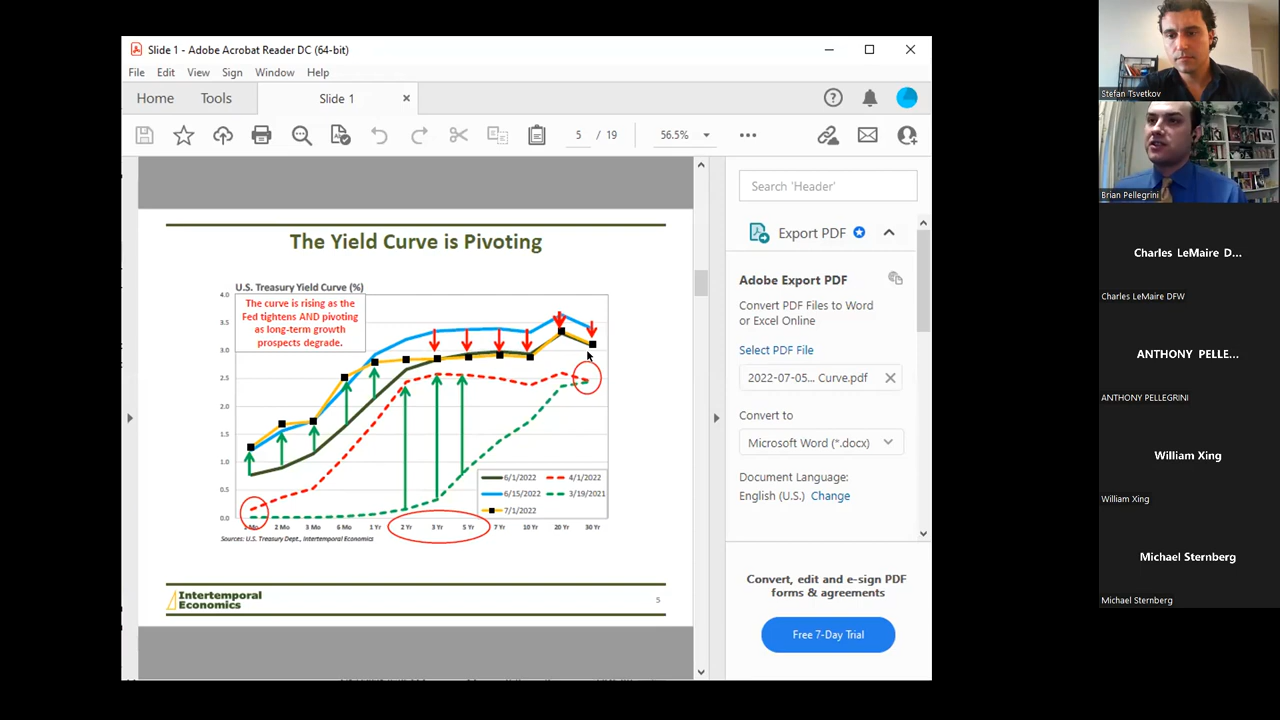 Slide 1 - Adobe Acrobat Reader DC (64-bit)
File Edit View Sign Window Help
Home Tools Slide 1
5 / 19 56.5%
The Yield Curve is Pivoting
U.S. Treasury Yield Curve (%)
4.0
3.5
3.0
2.5
2.0
1.5
1.0
0.5
0.0
The curve is rising as the
Fed tightens AND pivoting
as long-term growth
prospects degrade.
6/1/2022 4/1/2022
6/15/2022 3/19/2021
7/1/2022
1 Mo 2 Mo 3 Mo 6 Mo 1 Yr 2 Yr 3 Yr 5 Yr 7 Yr 10 Yr 20 Yr 30 Yr
Sources: U.S. Treasury Dept., Intertemporal Economics
Intertemporal
Economics
5
Search 'Header'
Export PDF
Adobe Export PDF
Convert PDF Files to Word
or Excel Online
Select PDF File
2022-07-05... Curve.pdf
Convert to
Microsoft Word (*.docx)
Document Language:
English (U.S.) Change
Convert, edit and e-sign PDF
forms & agreements
Free 7-Day Trial
Stefan Tsvetkov
Brian Pellegrini
Charles LeMaire D...
Charles LeMaire DFW
ANTHONY PELLE...
ANTHONY PELLEGRINI
William Xing
William Xing
Michael Sternberg
Michael Sternberg